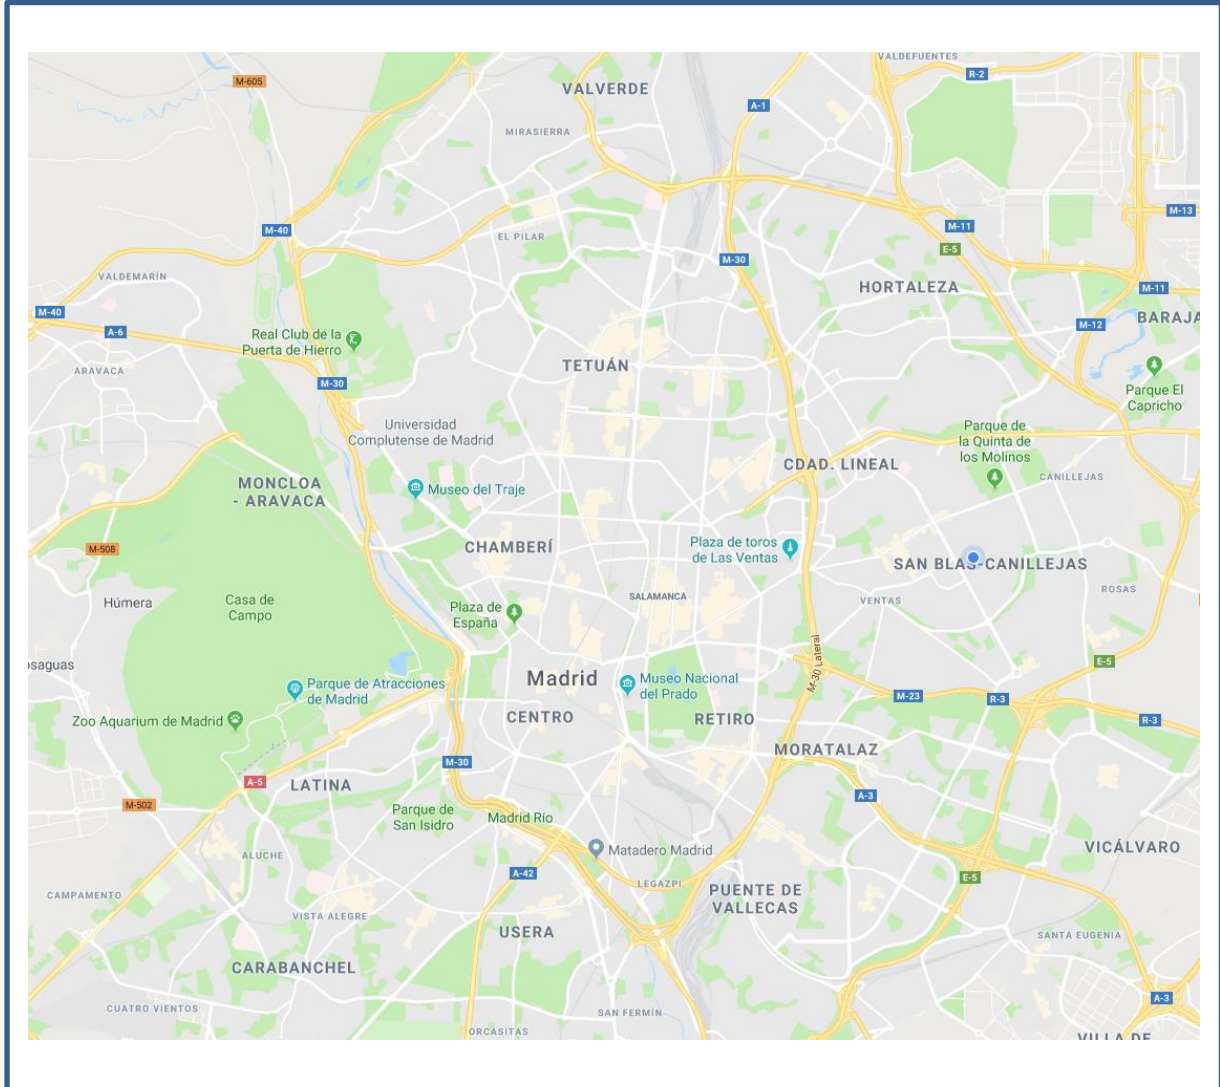 VALDEFUENTES
R-2
M-605
VALVERDE
A-1
MIRASIERRA
M-13
M-40
M-11
EL PILAR
E-5
M-30
VALDEMARÍN
HORTALEZA
M-11
M-40
BARAJA
M-12
A-6
Real Club de la
Puerta de Hierro
TETUÁN
ARAVACA
M-30
Parque El
Capricho
Universidad
Complutense de Madrid
Parque de
la Quinta de
los Molinos
CDAD. LINEAL
CANILLEJAS
MONCLOA
- ARAVACA
Museo del Traje
M-508
CHAMBERÍ
Plaza de toros
de Las Ventas
SAN BLAS-CANILLEJAS
ROSAS
Húmera
Casa de
Campo
SALAMANCA
VENTAS
Plaza de
España
M-30 Lateral
osaguas
E-5
Parque de Atracciones
de Madrid
Madrid
Museo Nacional
del Prado
M-23
R-3
Zoo Aquarium de Madrid
CENTRO
RETIRO
R-3
MORATALAZ
M-30
A-5
LATINA
A-3
M-502
Parque de
San Isidro
Madrid Río
Matadero Madrid
VICÁLVARO
ALUCHE
A-42
LEGAZPI
E-5
CAMPAMENTO
PUENTE DE
VALLECAS
VISTA ALEGRE
USERA
SANTA EUGENIA
CARABANCHEL
A-3
CUATRO VIENTOS
SAN FERMÍN
ORCASITAS
VILLA DE